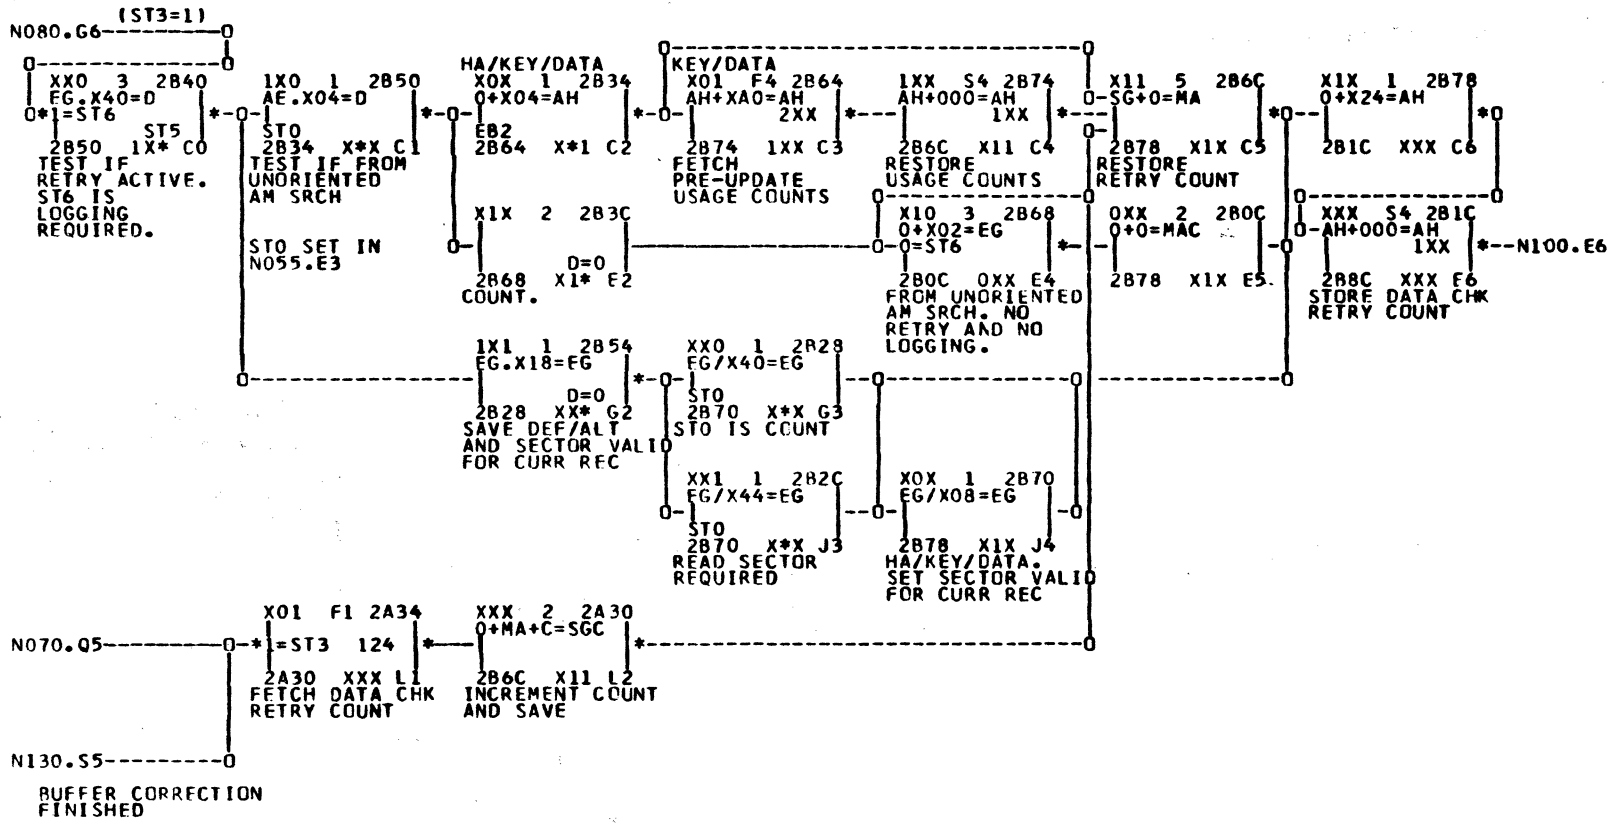 (ST3=1)
N080.G6
XX0 3 2B40
EG.X40=D
*1=ST6
ST5
2B50 1X* C0
TEST IF
RETRY ACTIVE.
ST6 IS
LOGGING
REQUIRED.
1X0 1 2B50
AE.X04=D
ST0
2B34 X*X C1
TEST IF FROM
UNORIENTED
AM SRCH
ST0 SET IN
N055.E3
HA/KEY/DATA
X0X 1 2B34
0+X04=AH
EB2
2B64 X*1 C2
KEY/DATA
X01 F4 2B64
AH+XA0=AH
2XX
2B74 1XX C3
FETCH
PRE-UPDATE
USAGE COUNTS
1XX S4 2B74
AH+000=AH
1XX
2B6C X11 C4
RESTORE
USAGE COUNTS
X11 5 2B6C
SG+0=MA
2B78 X1X C5
RESTORE
RETRY COUNT
X1X 1 2B78
0+X24=AH
2B1C XXX C6
X1X 2 2B3C
D=0
2B68 X1* E2
COUNT.
X10 3 2B68
0+X02=EG
0=ST6
2B0C 0XX E4
FROM UNORIENTED
AM SRCH. NO
RETRY AND NO
LOGGING.
0XX 2 2B0C
0+0=MAC
2B78 X1X E5
XXX S4 2B1C
AH+000=AH
1XX
2B8C XXX E6
STORE DATA CHK
RETRY COUNT
*--N100.E6
1X1 1 2B54
EG.X18=EG
D=0
2B28 XX* G2
SAVE DEF/ALT
AND SECTOR VALID
FOR CURR REC
XX0 1 2B28
EG/X40=EG
ST0
2B70 X*X G3
ST0 IS COUNT
XX1 1 2B2C
EG/X44=EG
ST0
2B70 X*X J3
READ SECTOR
REQUIRED
X0X 1 2B70
EG/X08=EG
2B78 X1X J4
HA/KEY/DATA.
SET SECTOR VALID
FOR CURR REC
N070.Q5
X01 F1 2A34
*1=ST3 124
2A30 XXX L1
FETCH DATA CHK
RETRY COUNT
XXX 2 2A30
0+MA+C=SGC
2B6C X11 L2
INCREMENT COUNT
AND SAVE
N130.S5
BUFFER CORRECTION
FINISHED